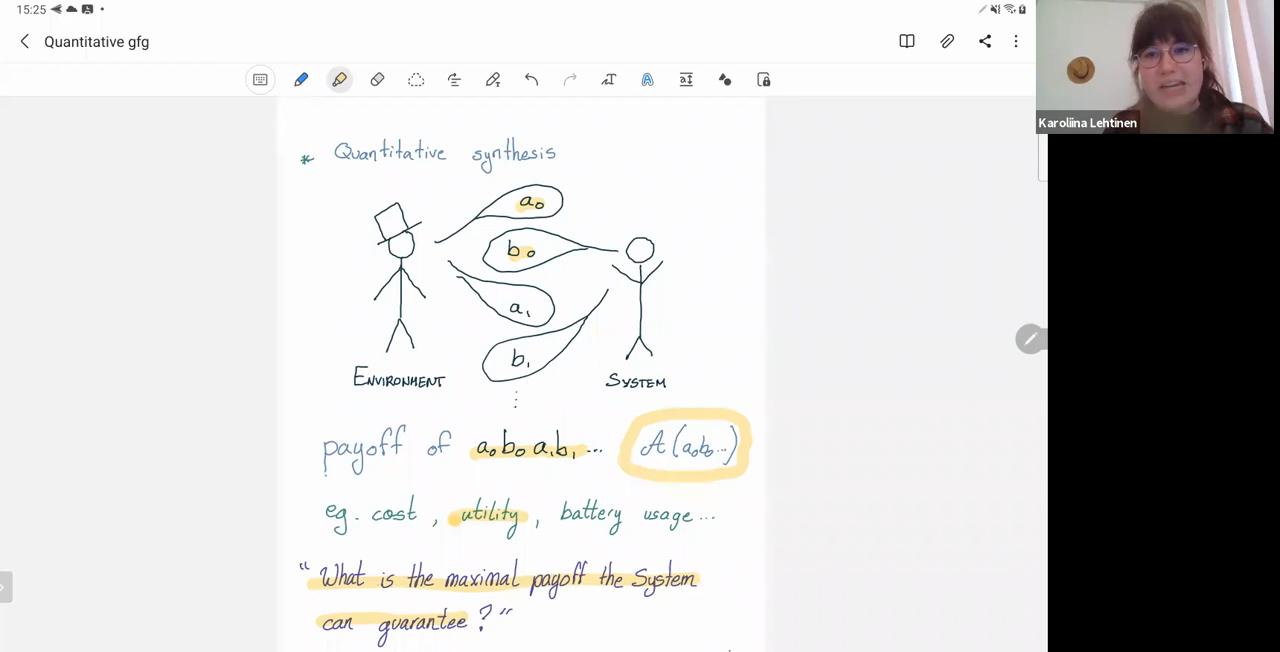 15:25
Quantitative gfg
Karoliina Lehtinen
* Quantitative synthesis
a₀
b₀
a₁
b₁
⋮
ENVIRONMENT
SYSTEM
payoff of a₀b₀a₁b₁... A(a₀b₀...)
eg. cost, utility, battery usage...
"What is the maximal payoff the System
can guarantee?"